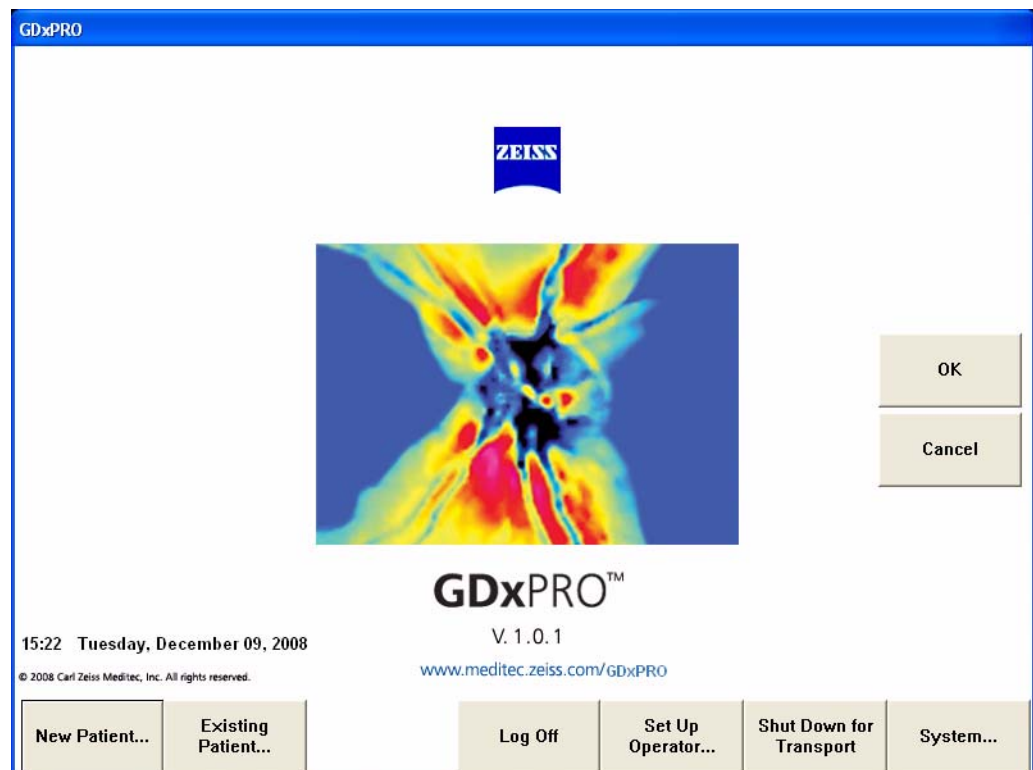 GDxPRO
ZEISS
OK
Cancel
GDxPRO™
V. 1.0.1
15:22 Tuesday, December 09, 2008
© 2008 Carl Zeiss Meditec, Inc. All rights reserved.
www.meditec.zeiss.com/GDxPRO
New Patient...
Existing
Patient...
Log Off
Set Up
Operator...
Shut Down for
Transport
System...